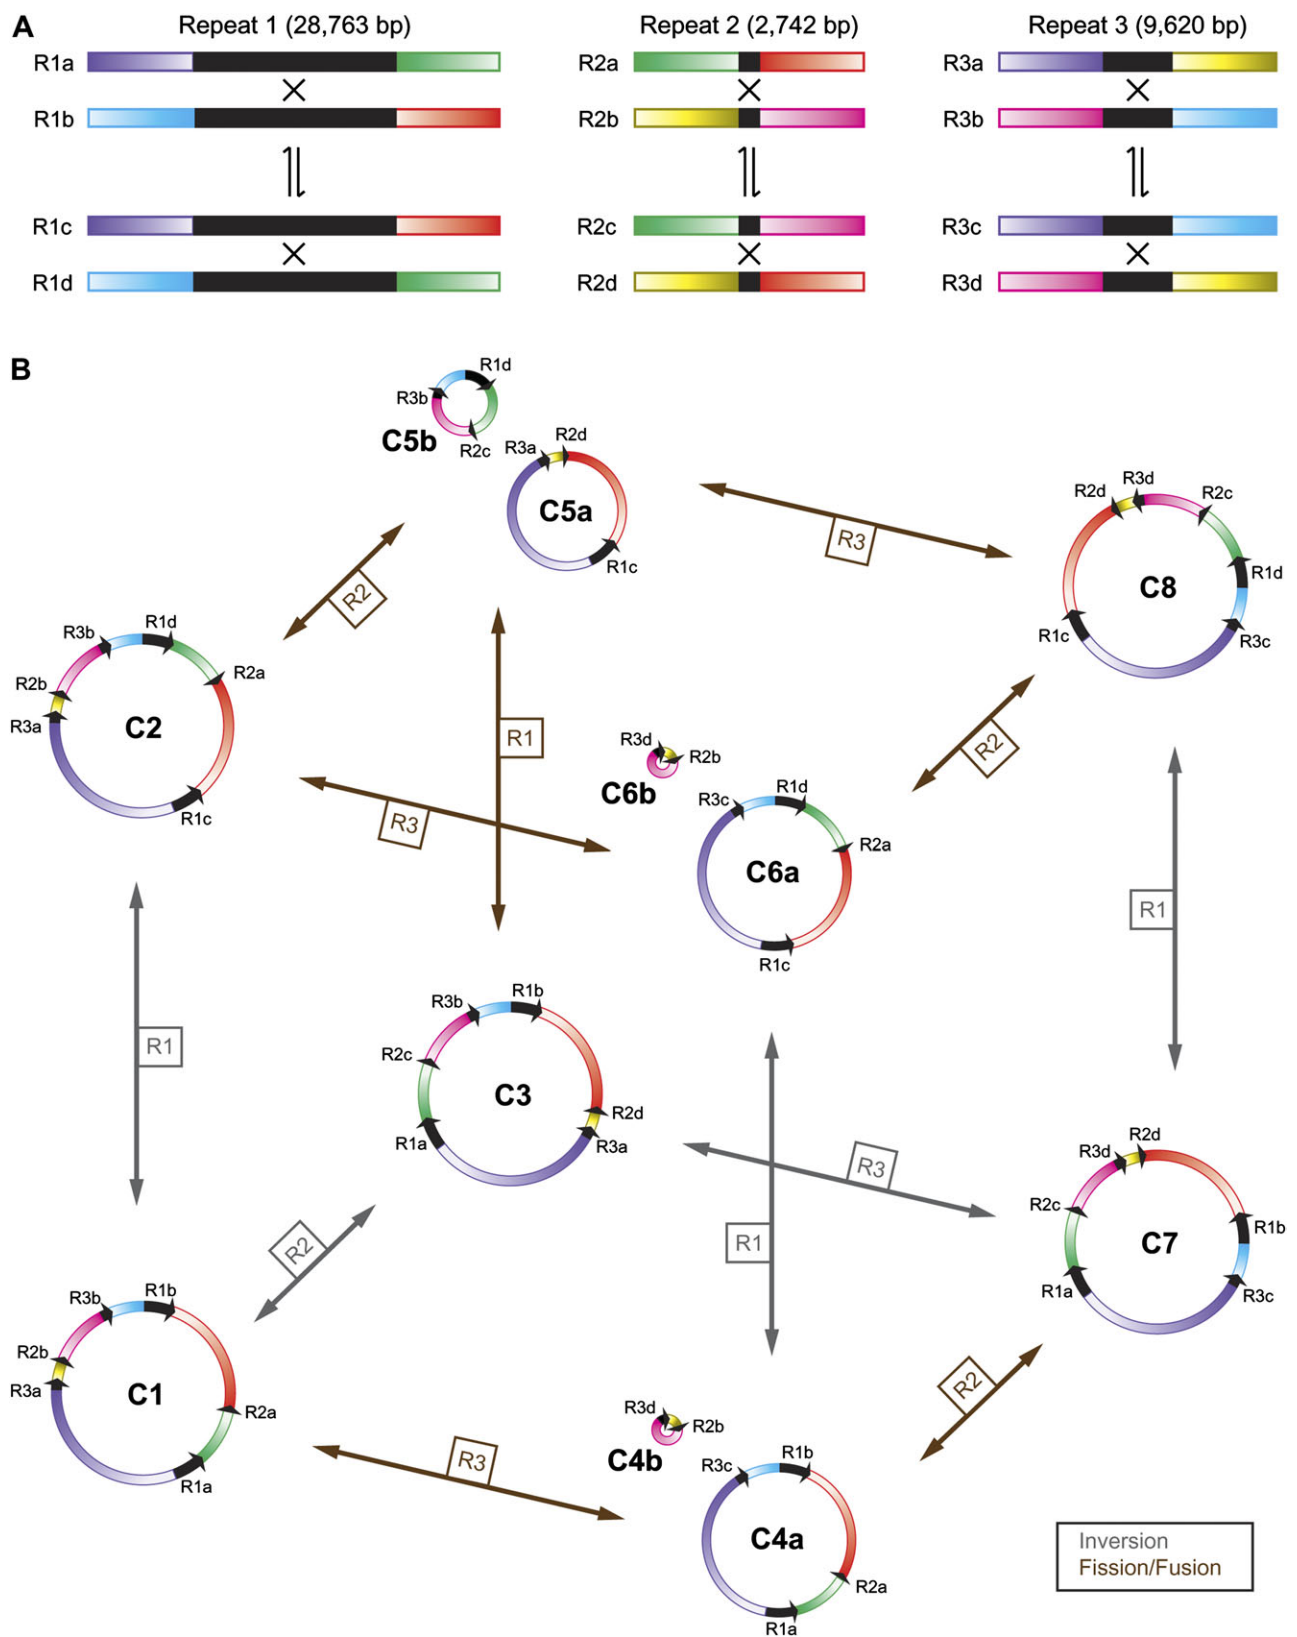 A
Repeat 1 (28,763 bp)
Repeat 2 (2,742 bp)
Repeat 3 (9,620 bp)
R1a
R2a
R3a
R1b
R2b
R3b
R1c
R2c
R3c
R1d
R2d
R3d
B
R1d
R3b
C5b
R2c
R3a
R2d
C5a
R1c
R3
R2d
R3d
R2c
R1d
C8
R1c
R3c
R2
R3b
R1d
R2a
R2b
R3a
C2
R1c
R1
R3
R2
R3d
R2b
C6b
R3c
R1d
R2a
C6a
R1c
R1
R1
R3b
R1b
R2c
C3
R2d
R1a
R3a
R3
R1
R2
R3d
R2d
R2c
R1b
C7
R1a
R3c
R3b
R1b
R2b
R3a
C1
R2a
R1a
R3
R2
R3d
R2b
C4b
R3c
R1b
C4a
R2a
R1a
Inversion
Fission/Fusion